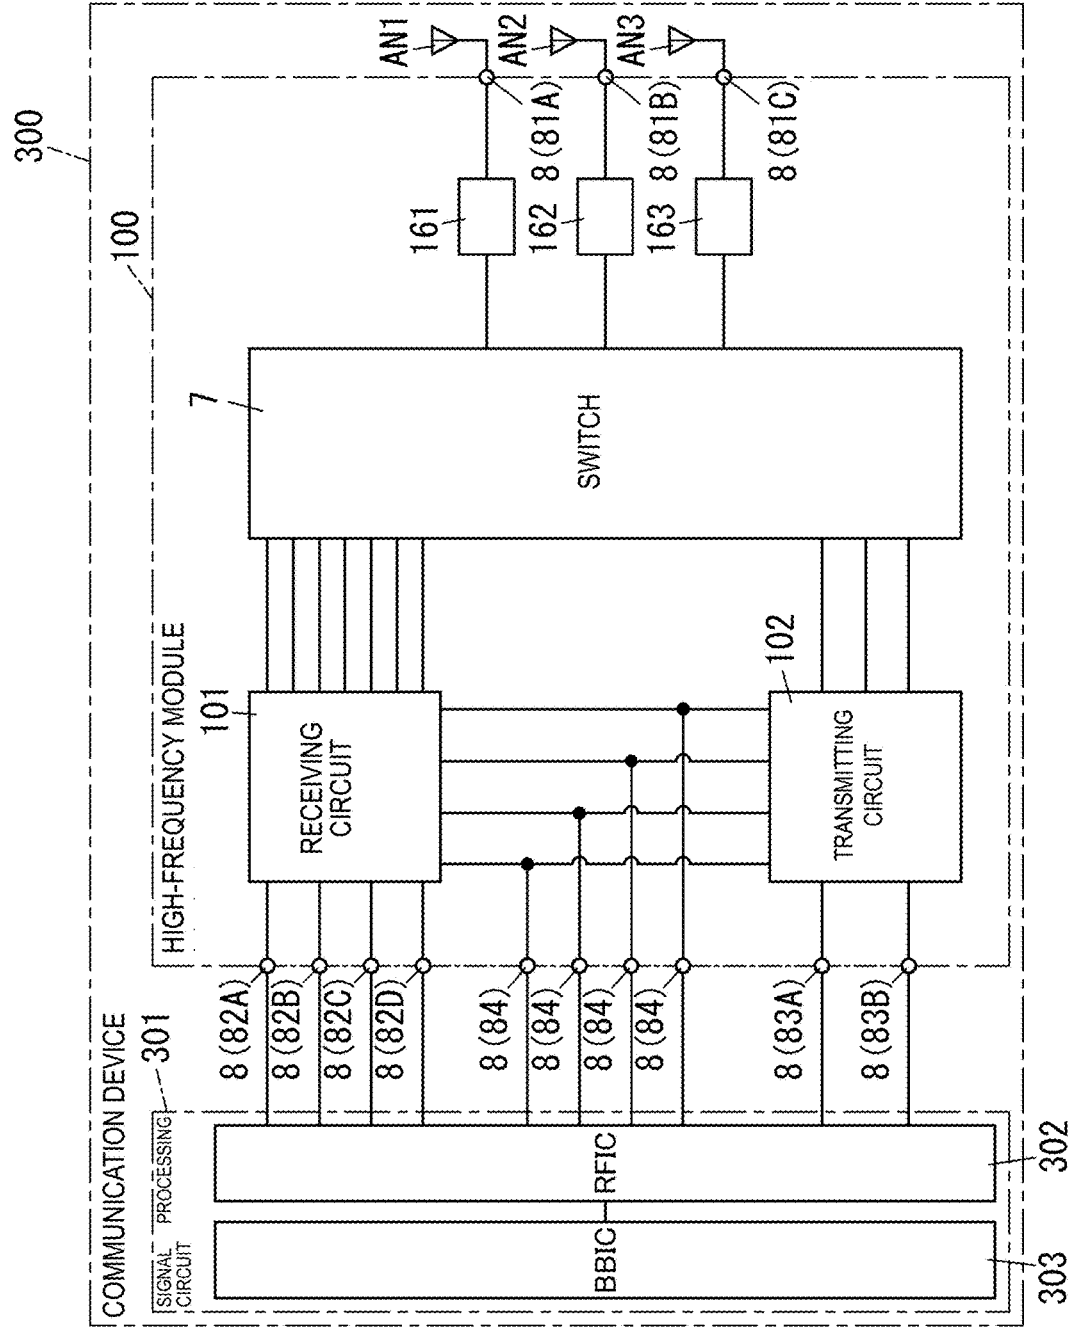 300
COMMUNICATION DEVICE
100
HIGH-FREQUENCY MODULE
301
SIGNAL PROCESSING
CIRCUIT
101
RECEIVING
CIRCUIT
7
SWITCH
102
TRANSMITTING
CIRCUIT
161
162
163
AN1
AN2
AN3
8(81A)
8(81B)
8(81C)
8(82A)
8(82B)
8(82C)
8(82D)
8(84)
8(84)
8(84)
8(84)
8(83A)
8(83B)
RFIC
302
BBIC
303